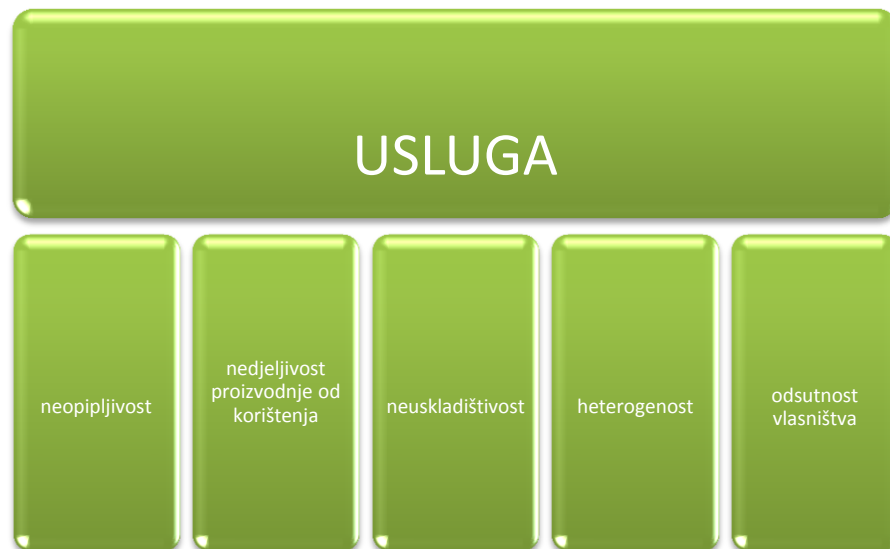 USLUGA
neopipljivost
nedjeljivost
proizvodnje od
korištenja
neuskladištivost
heterogenost
odsutnost
vlasništva